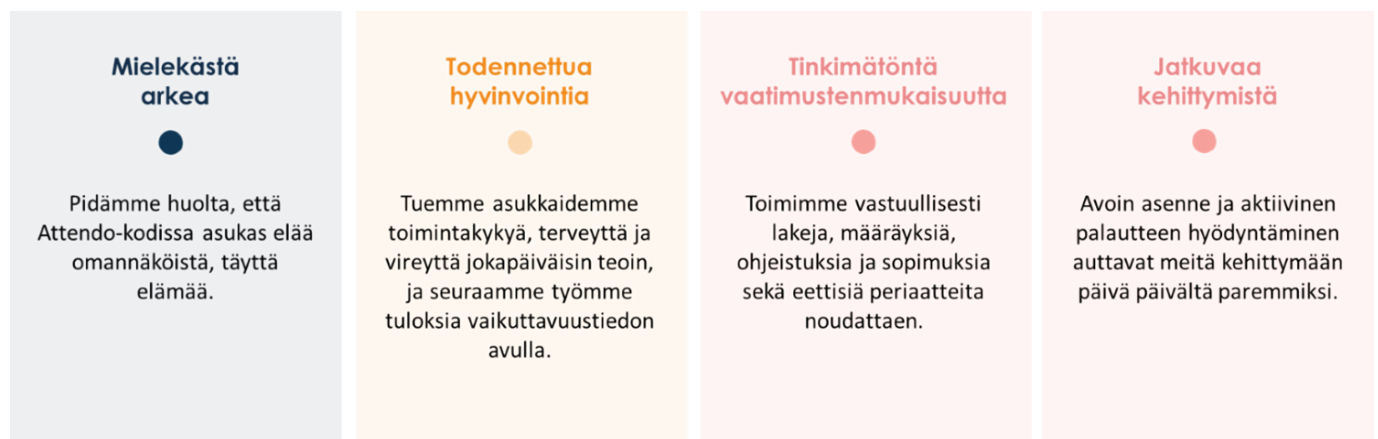 Mielekästä
arkea
Pidämme huolta, että
Attendo-kodissa asukas elää
omannäköistä, täyttä
elämää.
Todennettua
hyvinvointia
Tuemme asukkaidemme
toimintakykyä, terveyttä ja
vireyttä jokapäiväisin teoin,
ja seuraamme työmme
tuloksia vaikuttavuustiedon
avulla.
Tinkimätöntä
vaatimustenmukaisuutta
Toimimme vastuullisesti
lakeja, määräyksiä,
ohjeistuksia ja sopimuksia
sekä eettisiä periaatteita
noudattaen.
Jatkuvaa
kehittymistä
Avoin asenne ja aktiivinen
palautteen hyödyntäminen
auttavat meitä kehittymään
päivä päivältä paremmiksi.